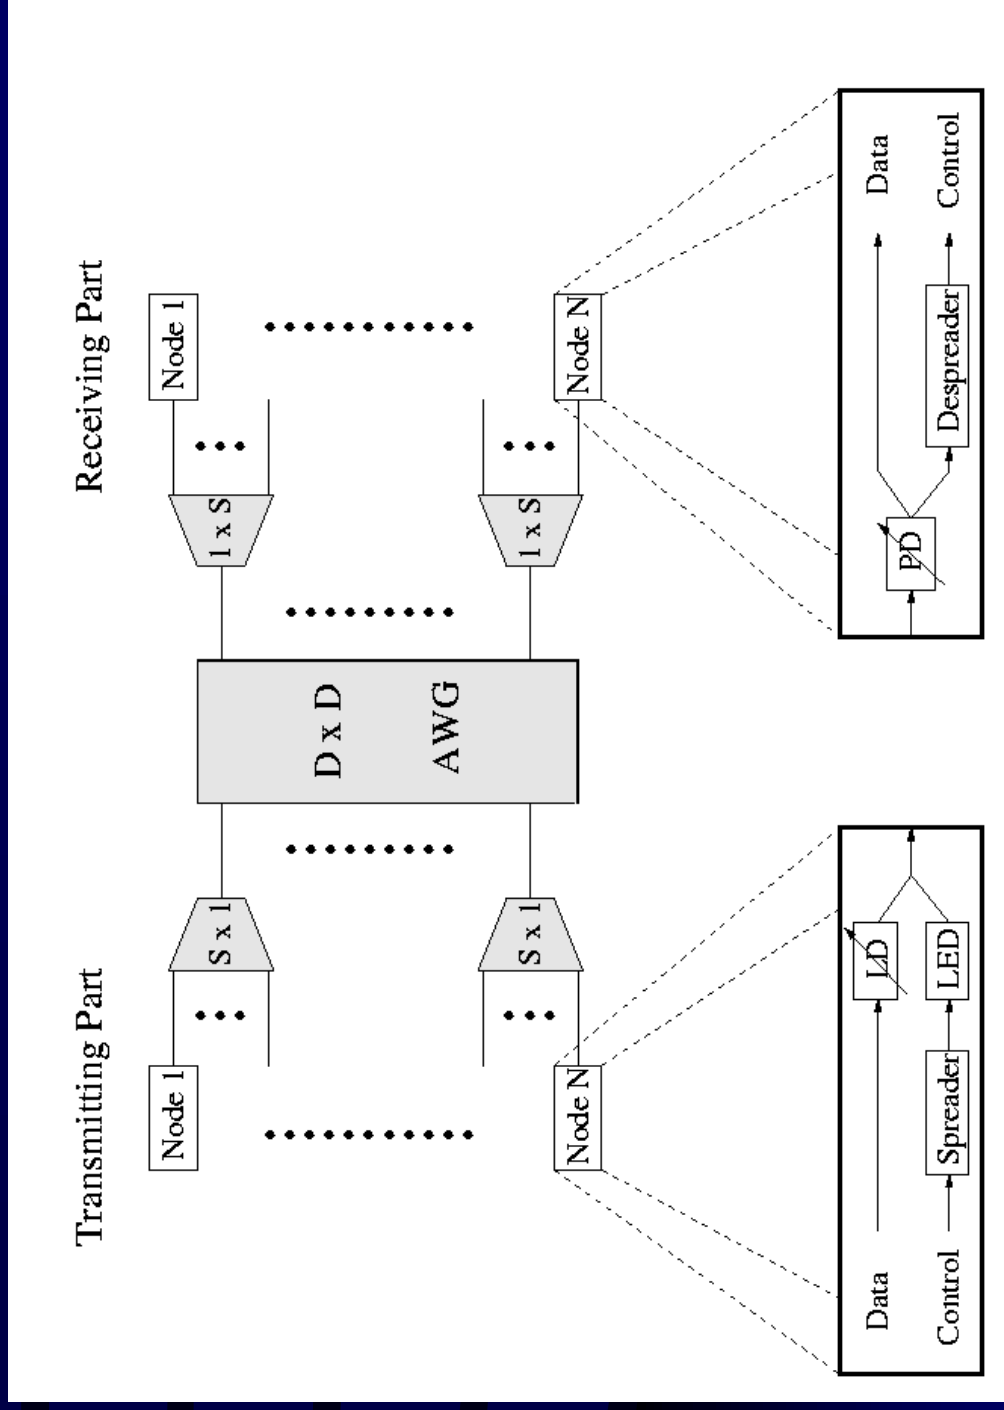 Transmitting Part
Receiving Part
Node 1
S x 1
1 x S
Node 1
D x D
AWG
Node N
S x 1
1 x S
Node N
Data
LD
Control
Spreader
LED
PD
Data
Despreader
Control